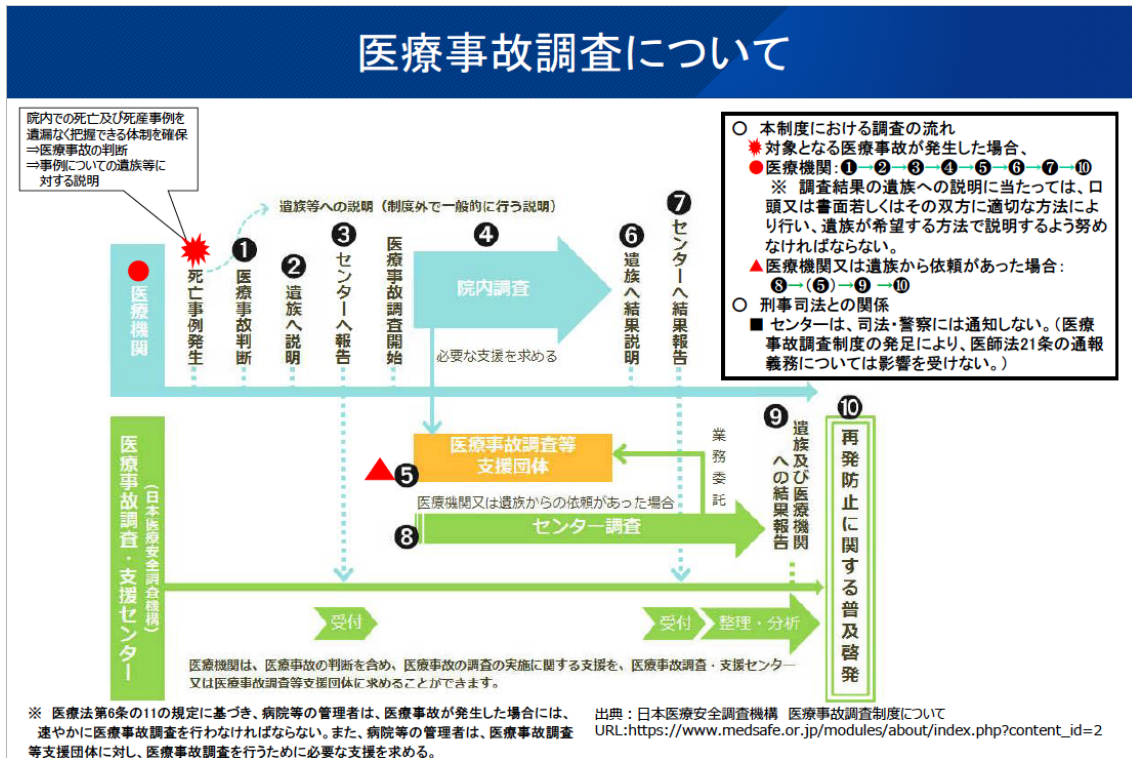 医療事故調査について
院内での死亡及び死産事例を
遺漏なく把握できる体制を確保
⇒医療事故の判断
⇒事例についての遺族等に
対する説明
○ 本制度における調査の流れ
対象となる医療事故が発生した場合、
●医療機関:❶→❷→❸→❹→❺→❻→❼→❿
※ 調査結果の遺族への説明に当たっては、口
頭又は書面若しくはその双方に適切な方法によ
り行い、遺族が希望する方法で説明するよう努め
なければならない。
▲医療機関又は遺族から依頼があった場合:
❽→(❺)→❾→❿
○ 刑事司法との関係
■ センターは、司法・警察には通知しない。(医療
事故調査制度の発足により、医師法21条の通報
義務については影響を受けない。)
遺族等への説明(制度外で一般的に行う説明)
医療機関
死亡事例発生
❶
医療事故判断
❷
遺族へ説明
❸
センターへ報告
医療事故調査開始
❹
院内調査
必要な支援を求める
❻
遺族へ結果説明
❼
センターへ結果報告
医療事故調査・支援センター
(日本医療安全調査機構)
❺
医療事故調査等
支援団体
業務委託
医療機関又は遺族からの依頼があった場合
❽
センター調査
❾
遺族及び医療機関
への結果報告
❿
再発防止に関する普及啓発
受付
受付
整理・分析
医療機関は、医療事故の判断を含め、医療事故の調査の実施に関する支援を、医療事故調査・支援センター
又は医療事故調査等支援団体に求めることができます。
※ 医療法第6条の11の規定に基づき、病院等の管理者は、医療事故が発生した場合には、
速やかに医療事故調査を行わなければならない。また、病院等の管理者は、医療事故調査
等支援団体に対し、医療事故調査を行うために必要な支援を求める。
出典:日本医療安全調査機構 医療事故調査制度について
URL:https://www.medsafe.or.jp/modules/about/index.php?content_id=2